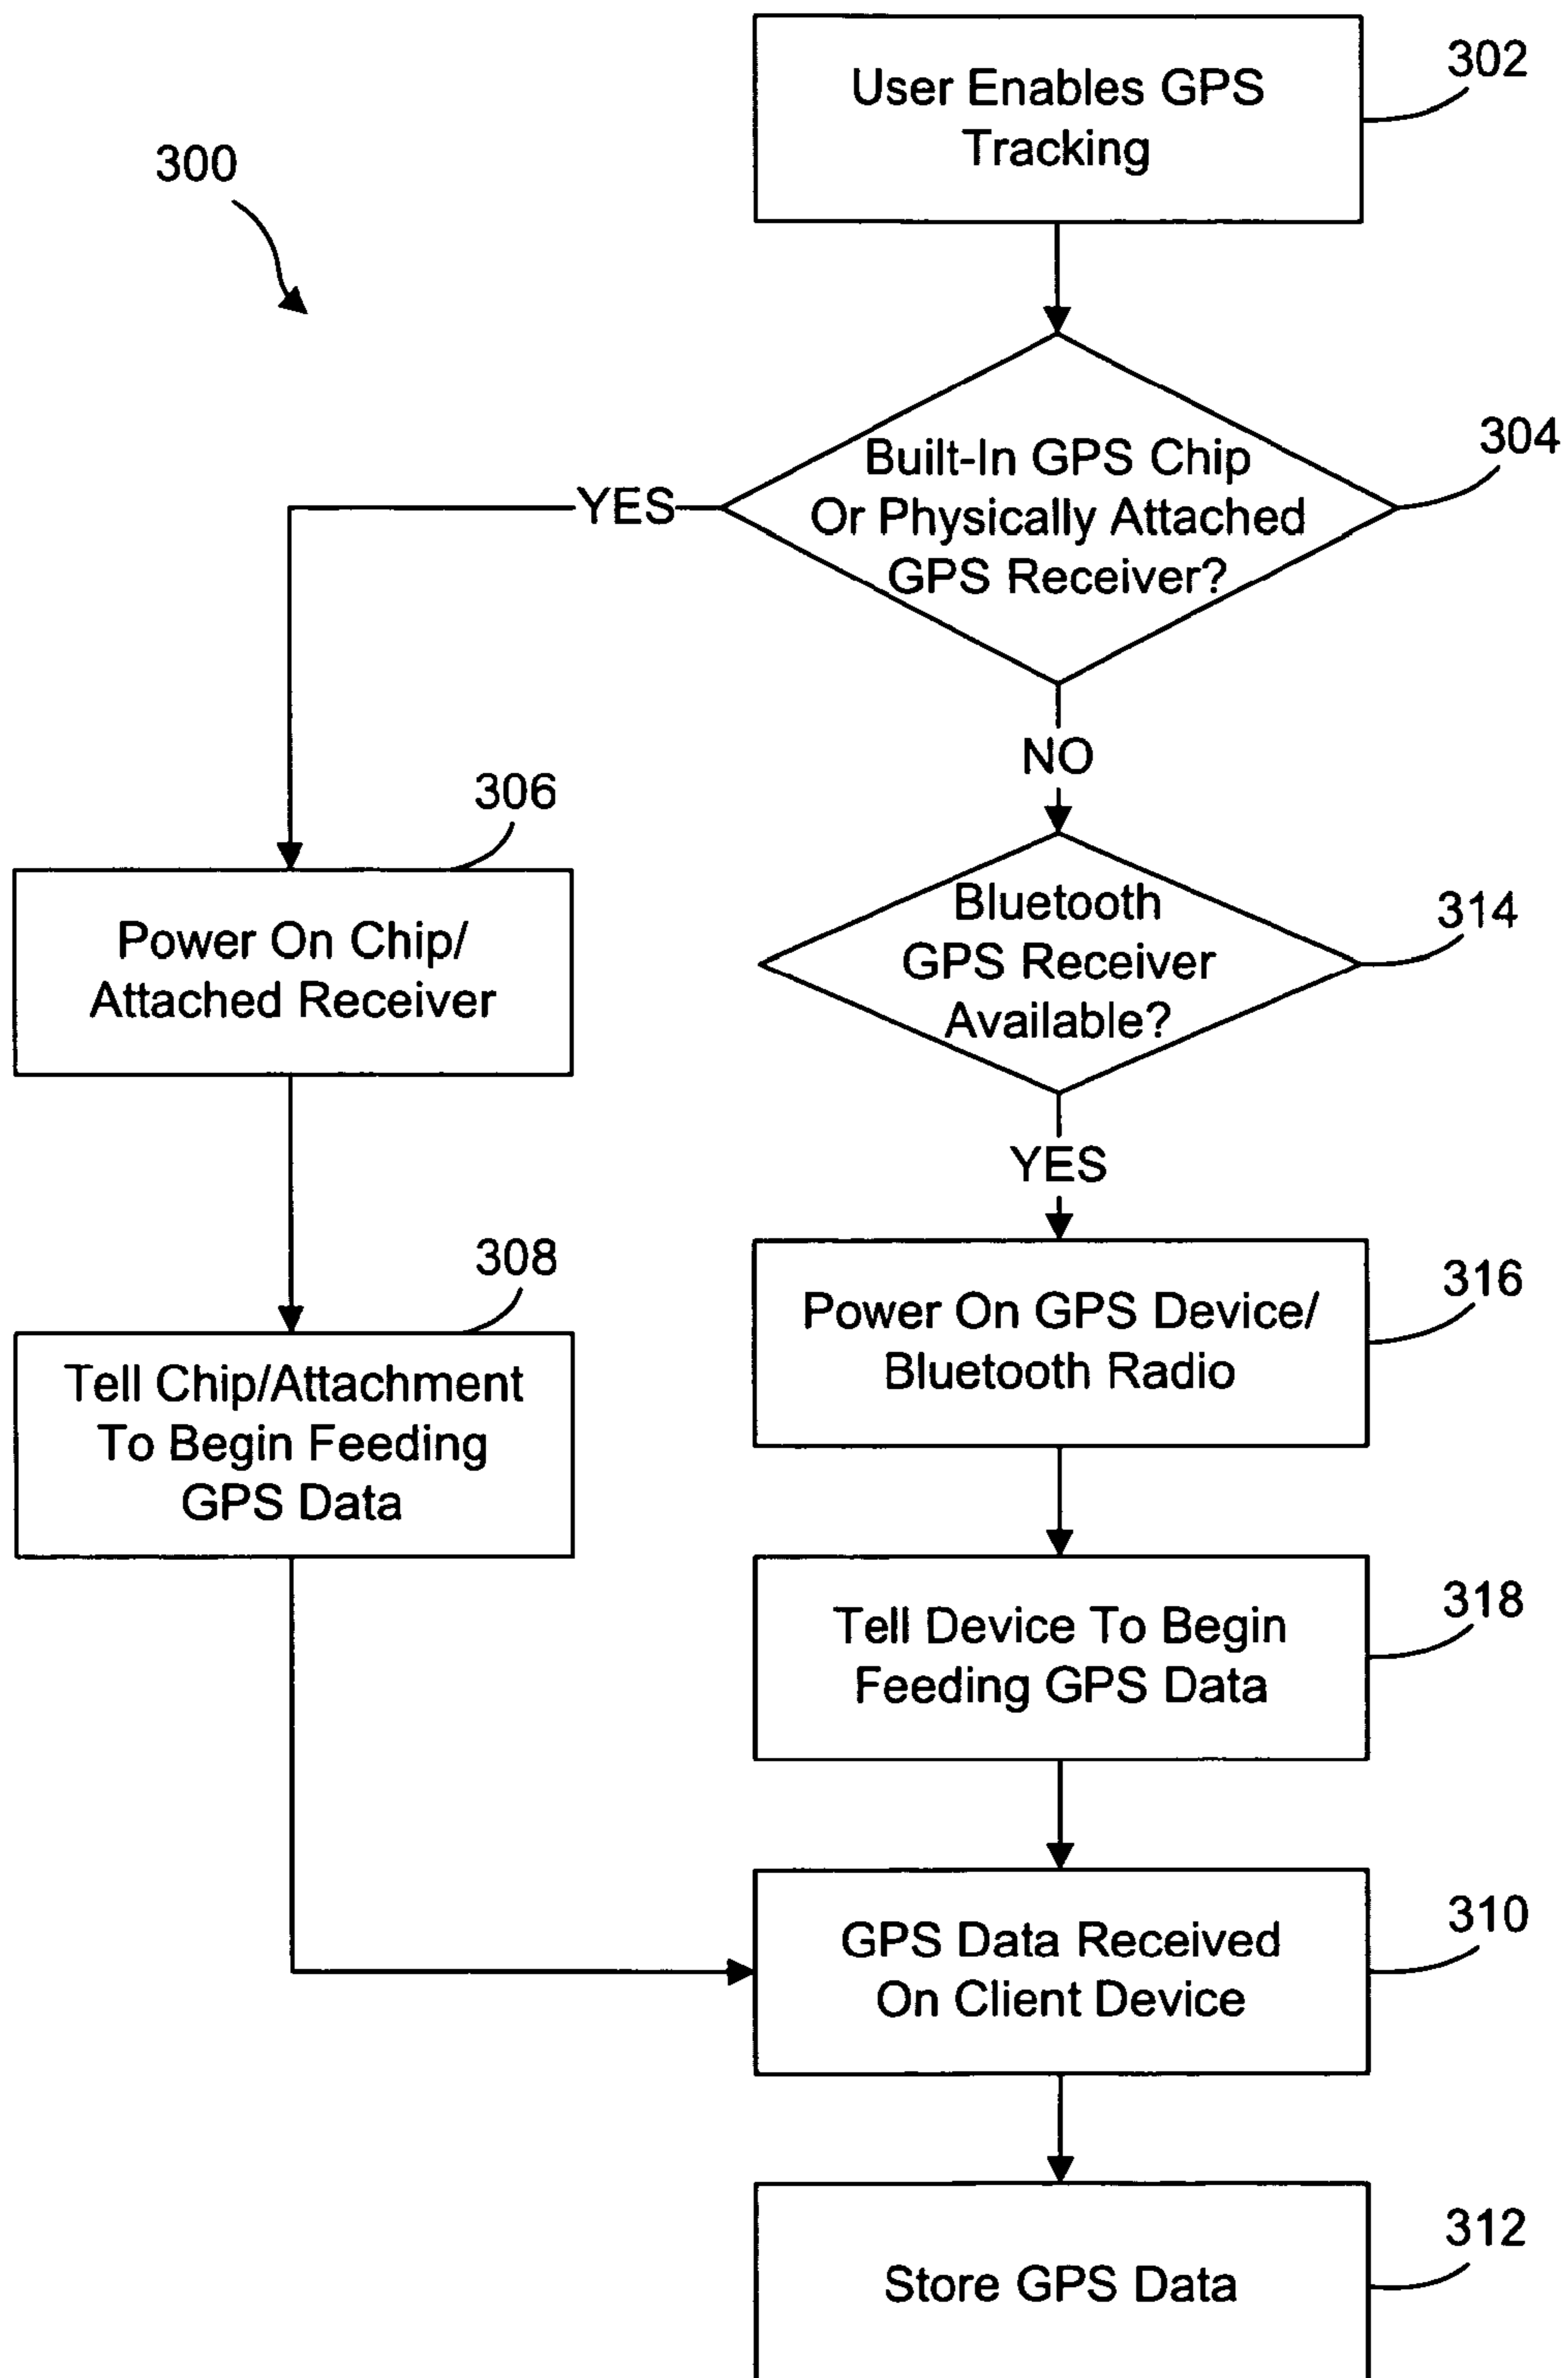 302
User Enables GPS
Tracking
300
304
Built-In GPS Chip
Or Physically Attached
GPS Receiver?
YES
NO
306
Power On Chip/
Attached Receiver
314
Bluetooth
GPS Receiver
Available?
YES
308
Tell Chip/Attachment
To Begin Feeding
GPS Data
316
Power On GPS Device/
Bluetooth Radio
318
Tell Device To Begin
Feeding GPS Data
310
GPS Data Received
On Client Device
312
Store GPS Data